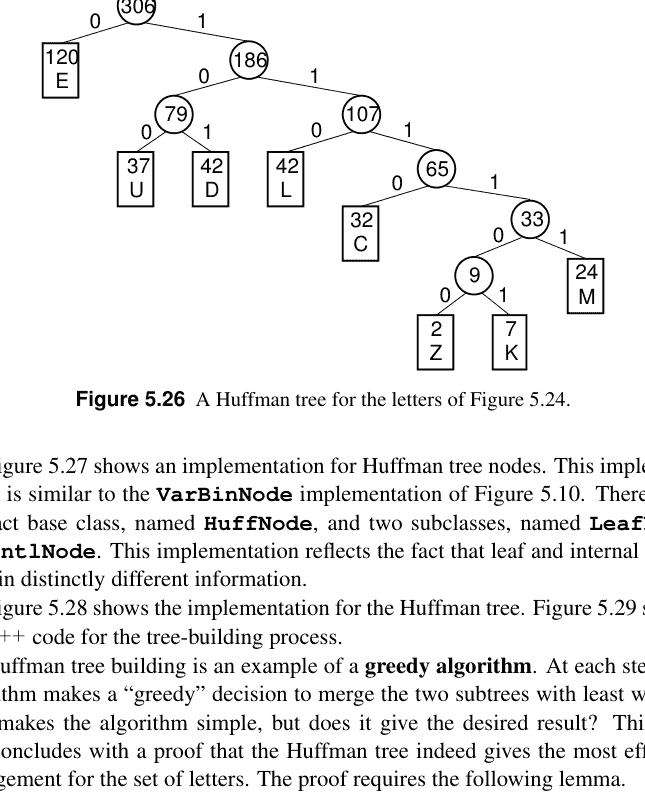 306
0 1
120
E
186
0 1
79
107
0 1 0 1
37
U
42
D
42
L
65
0 1
32
C
33
0 1
9
24
M
0 1
2
Z
7
K
Figure 5.26 A Huffman tree for the letters of Figure 5.24.
igure 5.27 shows an implementation for Huffman tree nodes. This imple
is similar to the VarBinNode implementation of Figure 5.10. There
act base class, named HuffNode, and two subclasses, named Leaf
ntlNode. This implementation reflects the fact that leaf and internal
in distinctly different information.
igure 5.28 shows the implementation for the Huffman tree. Figure 5.29 s
++ code for the tree-building process.
uffman tree building is an example of a greedy algorithm. At each ste
ithm makes a “greedy” decision to merge the two subtrees with least w
makes the algorithm simple, but does it give the desired result? Thi
oncludes with a proof that the Huffman tree indeed gives the most eff
gement for the set of letters. The proof requires the following lemma.